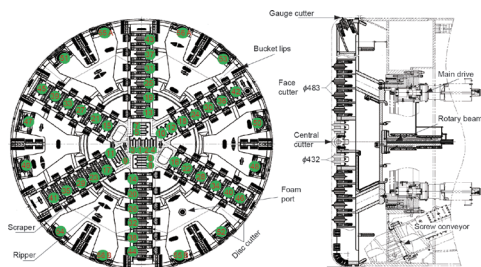 Gauge cutter
Bucket lips
Face
cutter
ϕ483
Main drive
Rotary beam
Central
cutter
ϕ432
Foam
port
Scraper
Ripper
Disc cutter
Screw conveyor